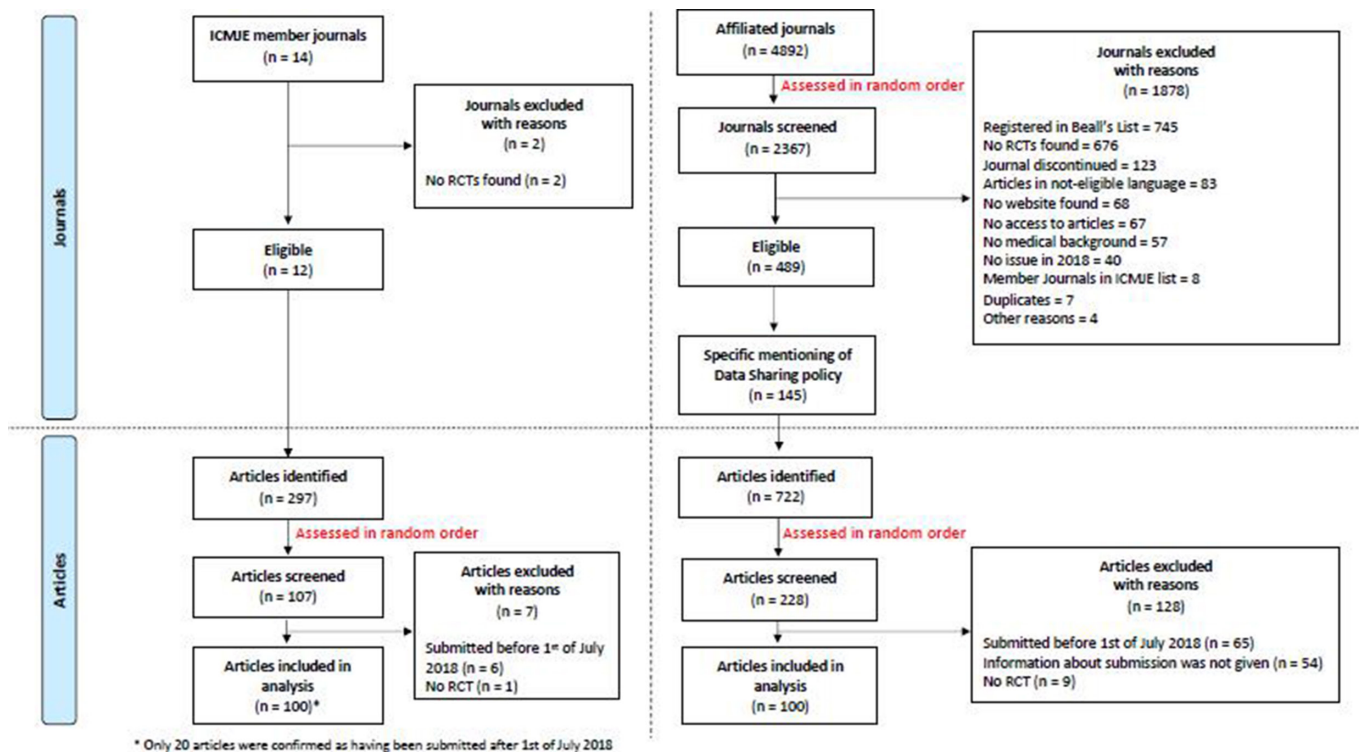 Journals
ICMJE member journals
(n = 14)
Journals excluded
with reasons
(n = 2)
No RCTs found (n = 2)
Eligible
(n = 12)
Affiliated journals
(n = 4892)
Assessed in random order
Journals screened
(n = 2367)
Journals excluded
with reasons
(n = 1878)
Registered in Beall's List = 745
No RCTs found = 676
Journal discontinued = 123
Articles in not-eligible language = 83
No website found = 68
No access to articles = 67
No medical background = 57
No issue in 2018 = 40
Member Journals in ICMJE list = 8
Duplicates = 7
Other reasons = 4
Eligible
(n = 489)
Specific mentioning of
Data Sharing policy
(n = 145)
Articles
Articles identified
(n = 297)
Assessed in random order
Articles screened
(n = 107)
Articles excluded
with reasons
(n = 7)
Submitted before 1st of July
2018 (n = 6)
No RCT (n = 1)
Articles included in
analysis
(n = 100)*
Articles identified
(n = 722)
Assessed in random order
Articles screened
(n = 228)
Articles excluded
with reasons
(n = 128)
Submitted before 1st of July 2018 (n = 65)
Information about submission was not given (n = 54)
No RCT (n = 9)
Articles included in
analysis
(n = 100)
* Only 20 articles were confirmed as having been submitted after 1st of July 2018